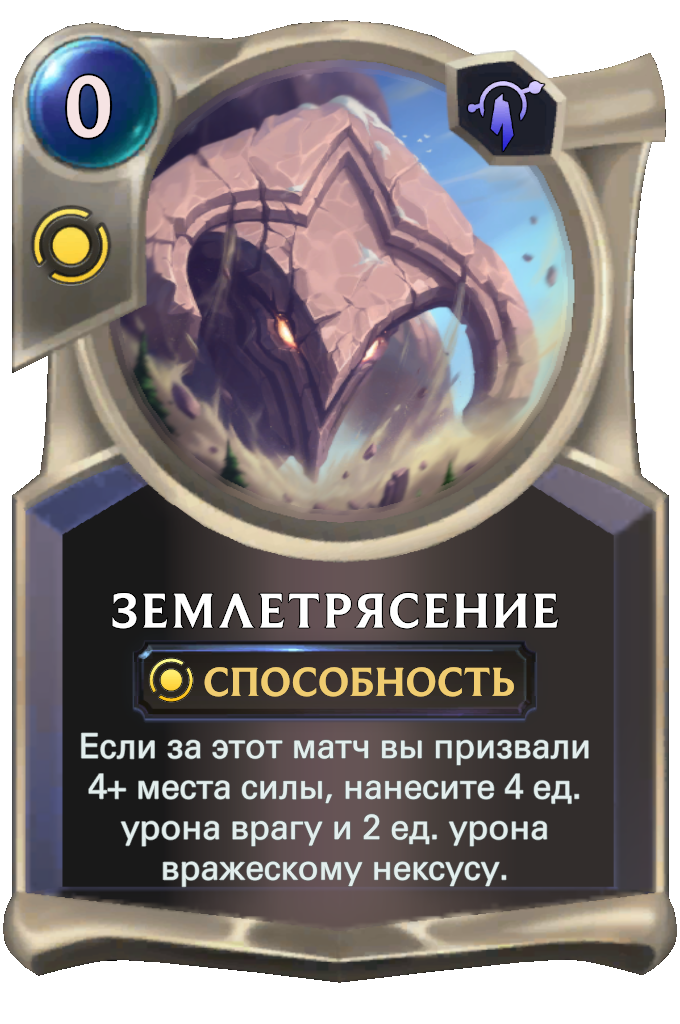 0
ЗЕМЛЕТРЯСЕНИЕ
СПОСОБНОСТЬ
Если за этот матч вы призвали
4+ места силы, нанесите 4 ед.
урона врагу и 2 ед. урона
вражескому нексусу.